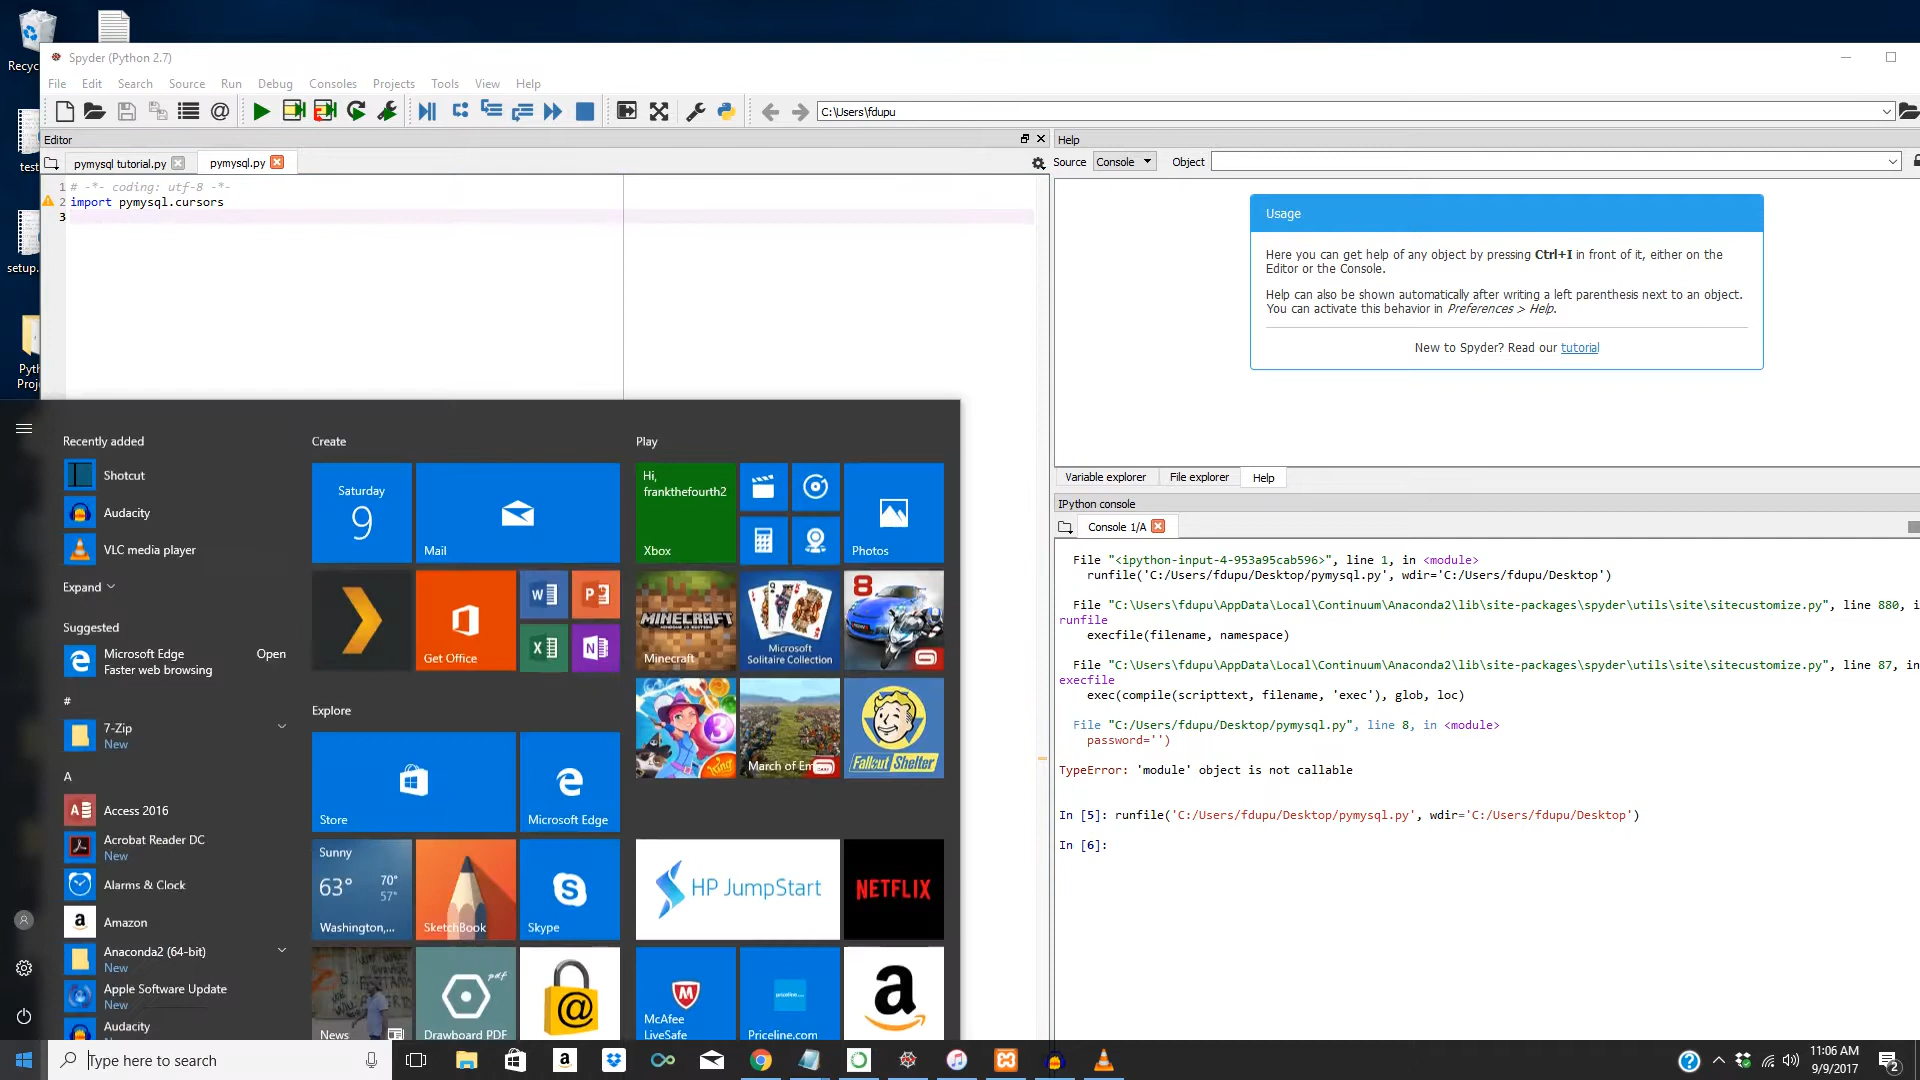 Recyc
test
setup.
Pyth
Proj
Spyder (Python 2.7)
File Edit Search Source Run Debug Consoles Projects Tools View Help
C:\Users\fdupu
Editor
pymysql tutorial.py
pymysql.py
1 # -*- coding: utf-8 -*-
2 import pymysql.cursors
3
Help
Source Console Object
Usage
Here you can get help of any object by pressing Ctrl+I in front of it, either on the
Editor or the Console.
Help can also be shown automatically after writing a left parenthesis next to an object.
You can activate this behavior in Preferences > Help.
New to Spyder? Read our tutorial
Variable explorer File explorer Help
IPython console
Console 1/A
File "<ipython-input-4-953a95cab596>", line 1, in <module>
runfile('C:/Users/fdupu/Desktop/pymysql.py', wdir='C:/Users/fdupu/Desktop')
File "C:\Users\fdupu\AppData\Local\Continuum\Anaconda2\lib\site-packages\spyder\utils\site\sitecustomize.py", line 880, i
runfile
execfile(filename, namespace)
File "C:\Users\fdupu\AppData\Local\Continuum\Anaconda2\lib\site-packages\spyder\utils\site\sitecustomize.py", line 87, in
execfile
exec(compile(scripttext, filename, 'exec'), glob, loc)
File "C:/Users/fdupu/Desktop/pymysql.py", line 8, in <module>
password='')
TypeError: 'module' object is not callable
In [5]: runfile('C:/Users/fdupu/Desktop/pymysql.py', wdir='C:/Users/fdupu/Desktop')
In [6]:
Recently added
Shotcut
Audacity
VLC media player
Expand
Suggested
Microsoft Edge Open
Faster web browsing
#
7-Zip
New
A
Access 2016
Acrobat Reader DC
New
Alarms & Clock
Amazon
Anaconda2 (64-bit)
New
Apple Software Update
New
Audacity
Create
Saturday
9
Mail
Get Office
Explore
Store
Microsoft Edge
Sunny
63° 70°
57°
Washington,...
SketchBook
Skype
News
Drawboard PDF
Play
Hi,
frankthefourth2
Xbox
Photos
MINECRAFT
Minecraft
Microsoft
Solitaire Collection
8
3
King
March of Em
Fallout Shelter
HP JumpStart
NETFLIX
McAfee
LiveSafe
priceline.com
Priceline.com
Type here to search
11:06 AM
9/9/2017
2